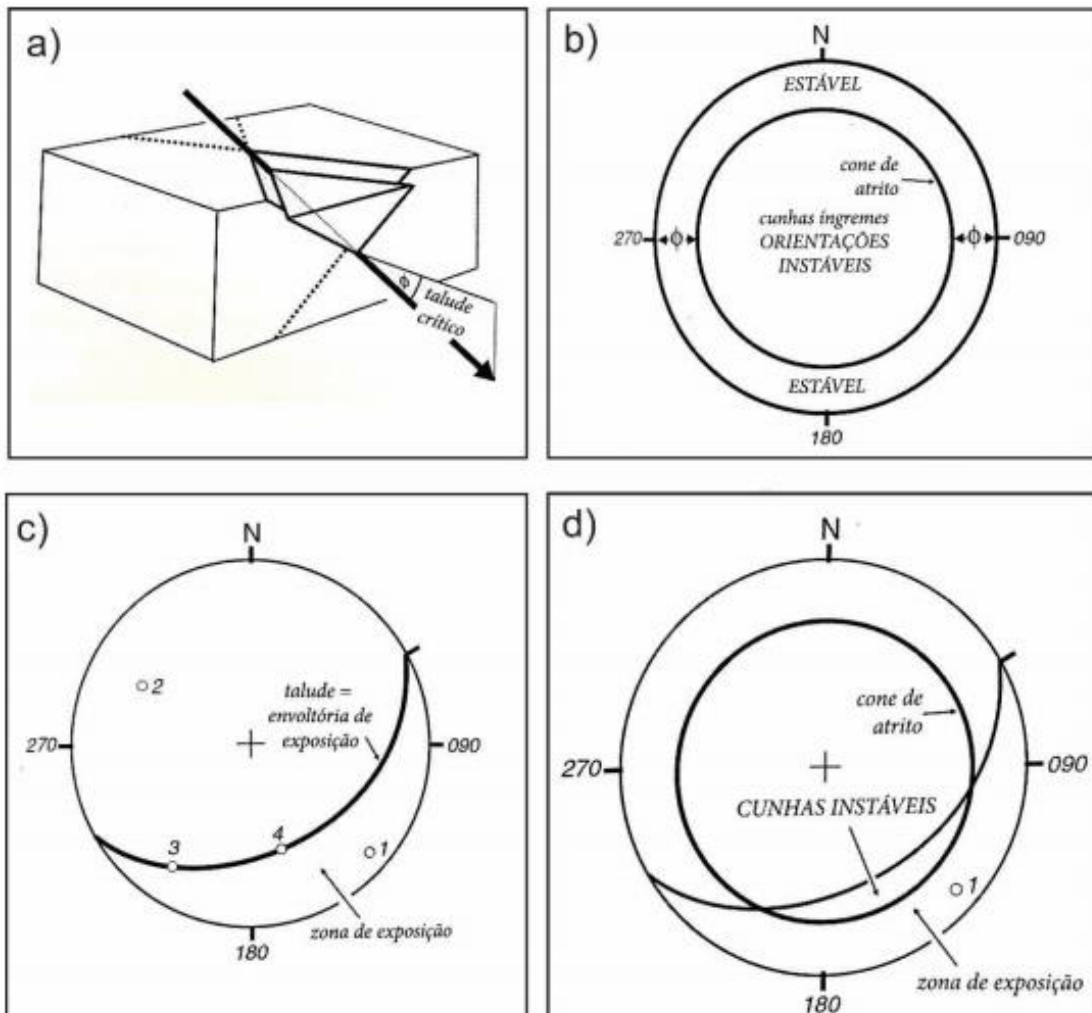 a)
ϕ
talude
crítico
b)
N
ESTÁVEL
cone de
atrito
cunhas íngremes
ORIENTAÇÕES
INSTÁVEIS
270
ϕ
ϕ
090
ESTÁVEL
180
c)
N
2
talude =
envoltória de
exposição
270
090
3
4
1
zona de exposição
180
d)
N
cone de
atrito
270
090
CUNHAS INSTÁVEIS
1
zona de exposição
180